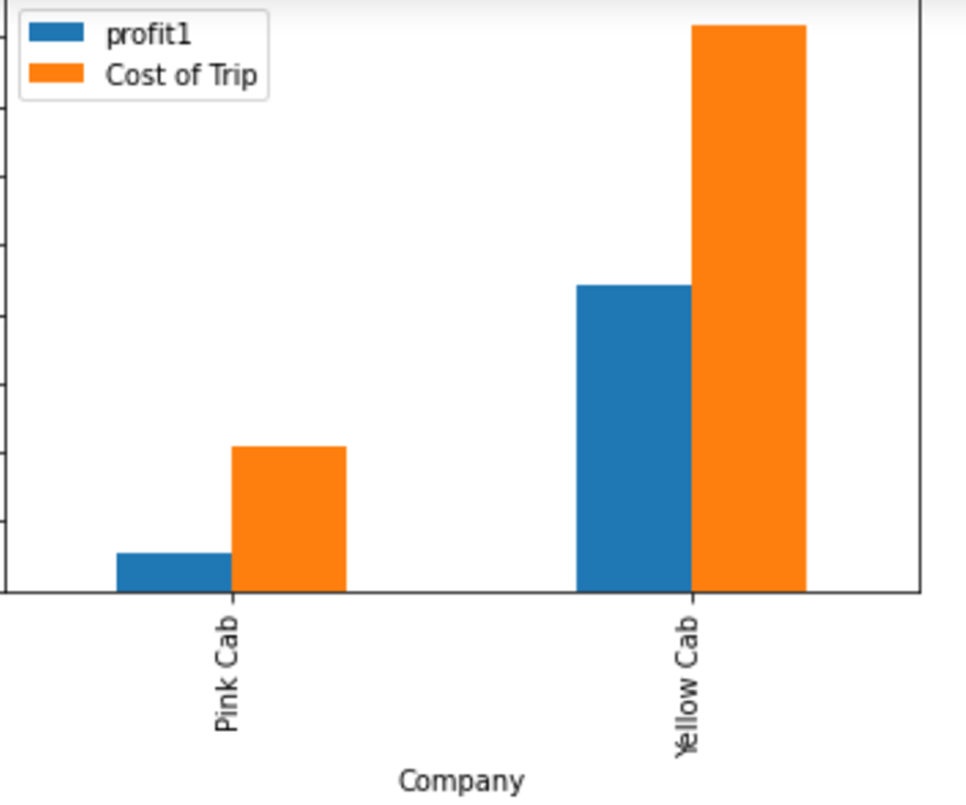 profit1
Cost of Trip
Pink Cab
Yellow Cab
Company